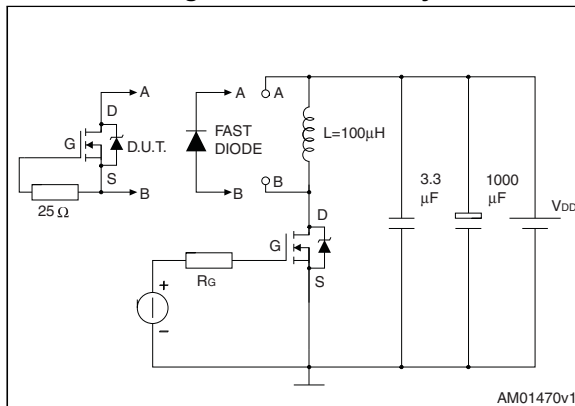 A
D
G
D.U.T.
S
B
25 Ω
A
FAST
DIODE
B
A
L=100μH
B
D
G
S
RG
+
–
3.3
μF
1000
μF
VDD
AM01470v1